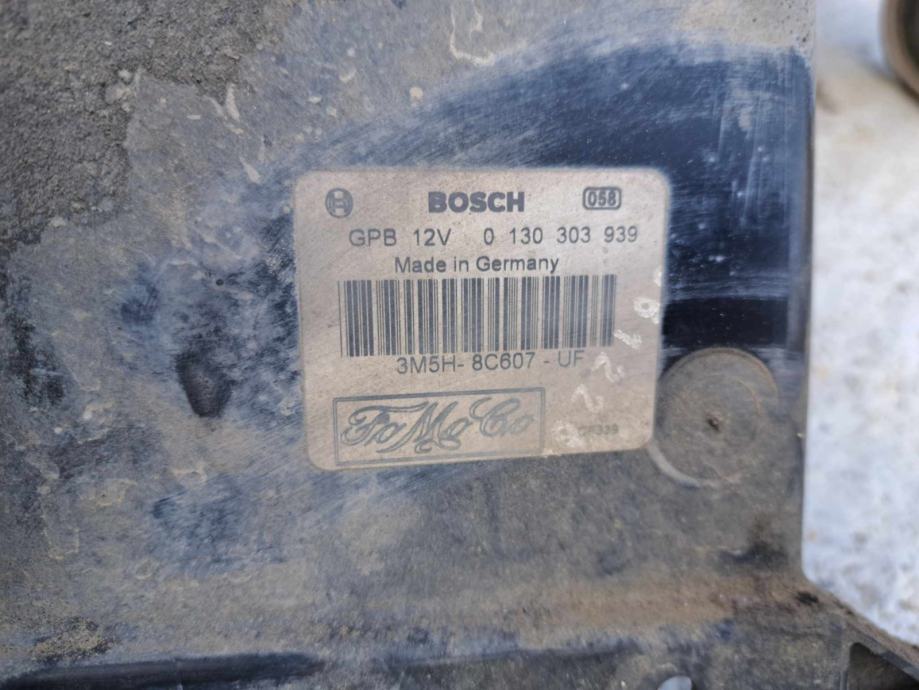 BOSCH 058
GPB 12V 0 130 303 939
Made in Germany
3M5H-8C607-UF
FoMoCo